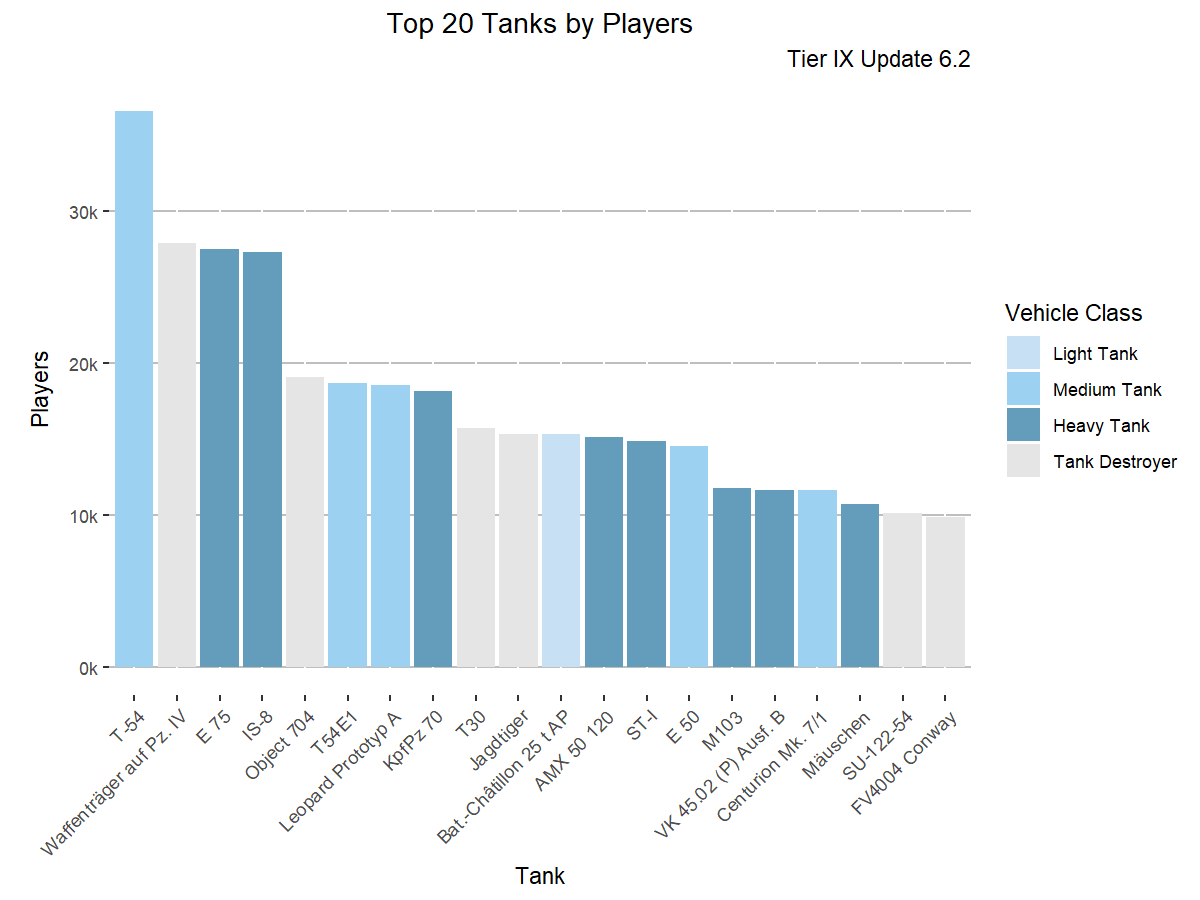 Top 20 Tanks by Players
Tier IX Update 6.2
Players
30k
20k
10k
0k
T-54
Waffenträger auf Pz. IV
E 75
IS-8
Object 704
T54E1
Leopard Prototyp A
KpfPz 70
T30
Jagdtiger
Bat.-Châtillon 25 t AP
AMX 50 120
ST-I
E 50
M103
VK 45.02 (P) Ausf. B
Centurion Mk. 7/1
Mäuschen
SU-122-54
FV4004 Conway
Tank
Vehicle Class
Light Tank
Medium Tank
Heavy Tank
Tank Destroyer